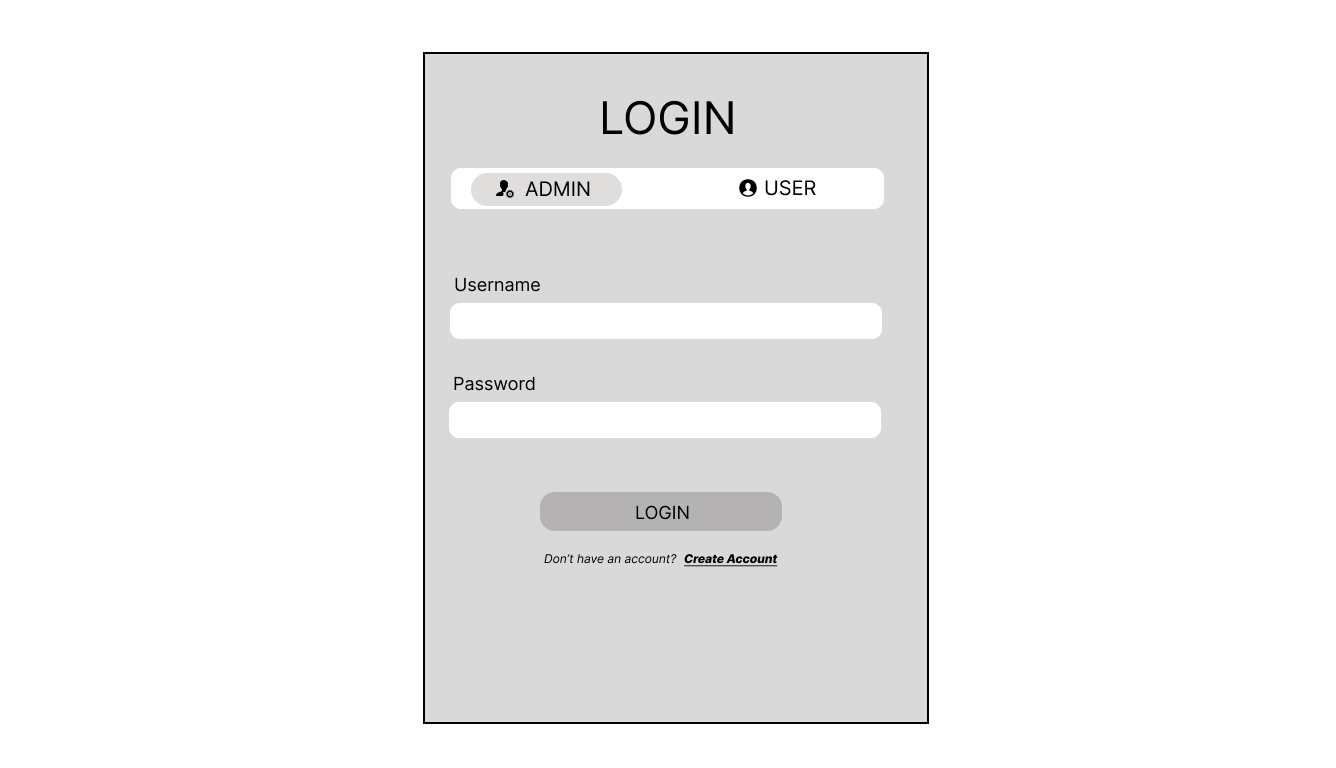 LOGIN
ADMIN USER
Username
Password
LOGIN
Don't have an account? Create Account